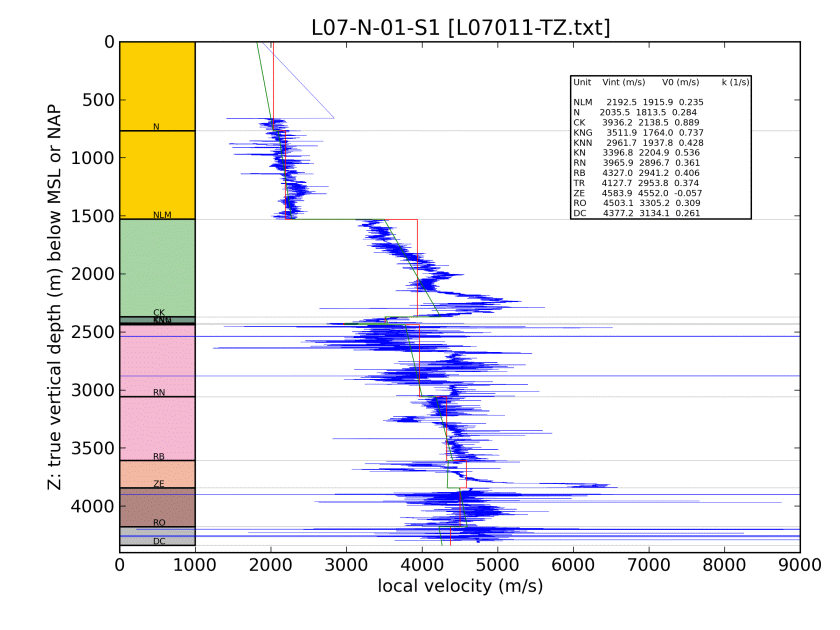 L07-N-01-S1 [L07011-TZ.txt]
Z: true vertical depth (m) below MSL or NAP
0
500
1000
1500
2000
2500
3000
3500
4000
N
NLM
CK
RN
RB
ZE
RO
DC
Unit Vint (m/s) V0 (m/s) k (1/s)
NLM 2192.5 1915.9 0.235
N 2035.5 1813.5 0.284
CK 3936.2 2138.5 0.889
KNG 3511.9 1764.0 0.737
KNN 2961.7 1937.8 0.428
KN 3396.8 2204.9 0.536
RN 3965.9 2896.7 0.361
RB 4327.0 2941.2 0.406
TR 4127.7 2953.8 0.374
ZE 4583.9 4552.0 -0.057
RO 4503.1 3305.2 0.309
DC 4377.2 3134.1 0.261
0 1000 2000 3000 4000 5000 6000 7000 8000 9000
local velocity (m/s)